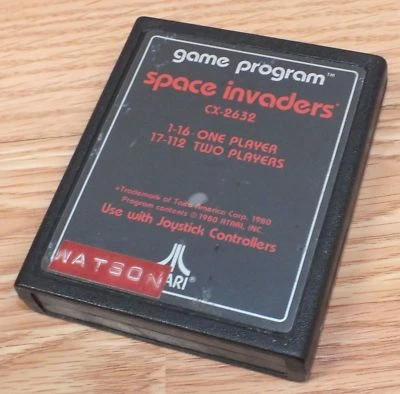 game program™
space invaders*
CX-2632
1-16 ONE PLAYER
17-112 TWO PLAYERS
*Trademark of Taito America Corp. 1980
Program contents © 1980 ATARI, INC.
Use with Joystick Controllers
WATSON
ARI®